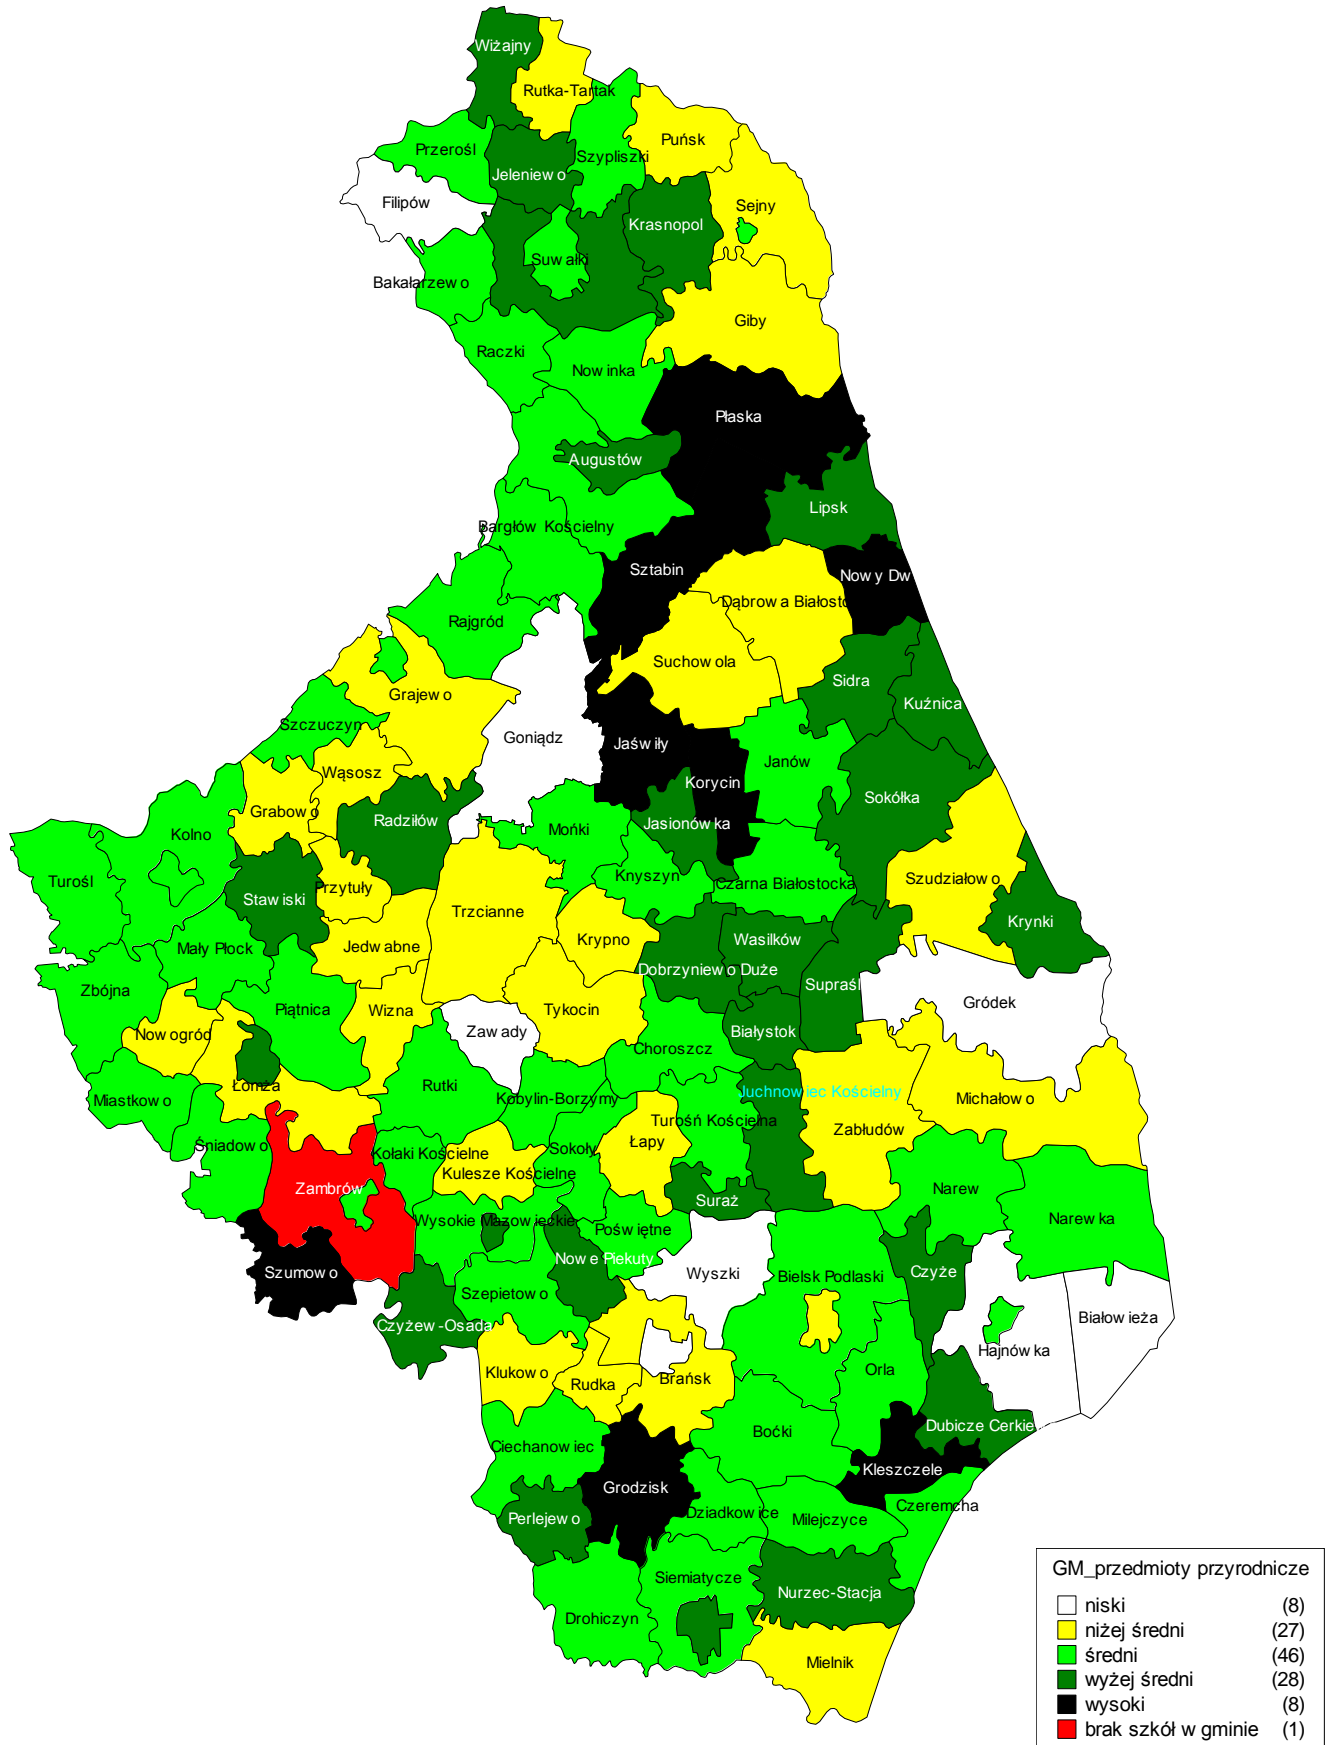 Wiżajny
Rutka-Tartak
Puńsk
Przerośl
Szypliszki
Jeleniew o
Filipów
Sejny
Krasnopol
Suw ałki
Bakałarzew o
Giby
Raczki
Now inka
Płaska
Augustów
Lipsk
Bargłów Kościelny
Sztabin
Now y Dw
Dąbrow a Białosto
Rajgród
Suchow ola
Sidra
Grajew o
Kuźnica
Szczuczyn
Goniądz
Jaśw iły
Janów
Wąsosz
Korycin
Sokółka
Grabow o
Radziłów
Jasionów ka
Kolno
Mońki
Turośl
Przytuły
Knyszyn
Czarna Białostocka
Szudziałow o
Staw iski
Trzcianne
Krynki
Mały Płock
Jedw abne
Krypno
Wasilków
Dobrzyniew o Duże
Zbójna
Supraśl
Piątnica
Wizna
Tykocin
Gródek
Now ogród
Zaw ady
Białystok
Choroszcz
Łomża
Rutki
Miastkow o
Kobylin-Borzymy
Juchnow iec Kościelny
Michałow o
Turośń Kościelna
Zabłudów
Śniadow o
Kołaki Kościelne
Sokoły
Łapy
Kulesze Kościelne
Zambrów
Suraż
Narew
Wysokie Mazow ieckie
Pośw iętne
Narew ka
Szumow o
Now e Piekuty
Wyszki
Bielsk Podlaski
Czyże
Szepietow o
Białow ieża
Czyżew -Osada
Hajnów ka
Klukow o
Rudka
Brańsk
Orla
Ciechanow iec
Boćki
Dubicze Cerkie
Kleszczele
Grodzisk
Czeremcha
Perlejew o
Dziadkow ice
Milejczyce
Siemiatycze
Nurzec-Stacja
Drohiczyn
Mielnik
GM_przedmioty przyrodnicze
niski (8)
niżej średni (27)
średni (46)
wyżej średni (28)
wysoki (8)
brak szkół w gminie (1)